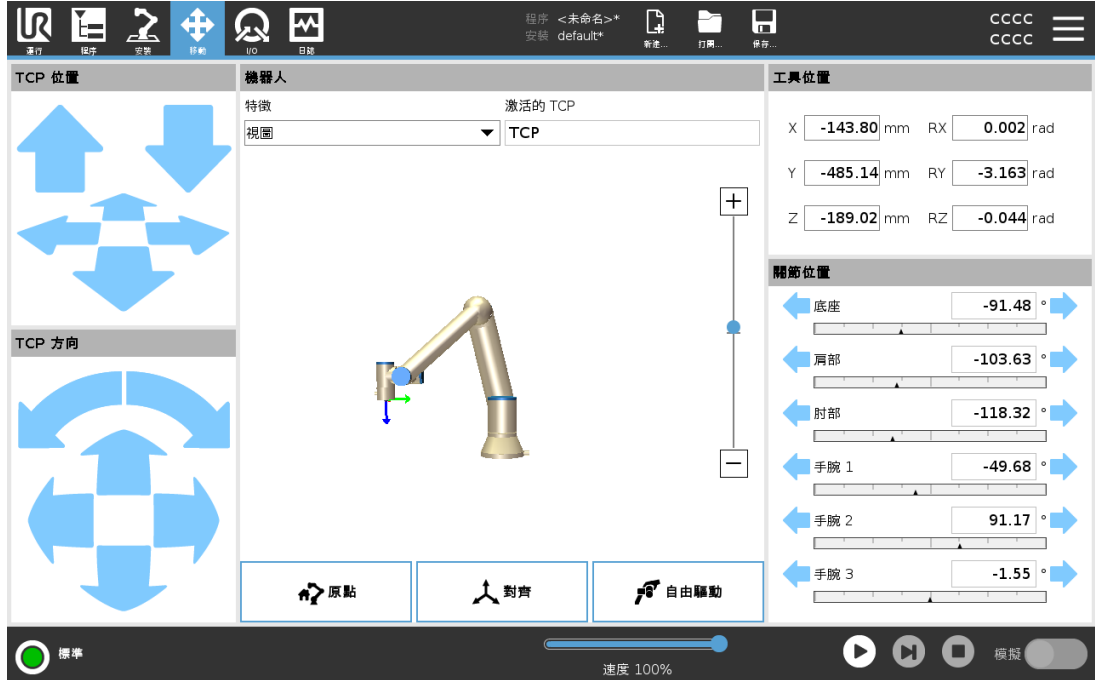 UR
運行
程序
安裝
移動
I/O
日誌
程序 <未命名>*
安裝 default*
新建...
打開...
保存...
CCCC
CCCC
TCP 位置
機器人
特徵
視圖
激活的 TCP
TCP
工具位置
X -143.80 mm RX 0.002 rad
Y -485.14 mm RY -3.163 rad
Z -189.02 mm RZ -0.044 rad
關節位置
底座 -91.48 °
肩部 -103.63 °
肘部 -118.32 °
手腕 1 -49.68 °
手腕 2 91.17 °
手腕 3 -1.55 °
TCP 方向
原點
對齊
自由驅動
標準
速度 100%
模擬